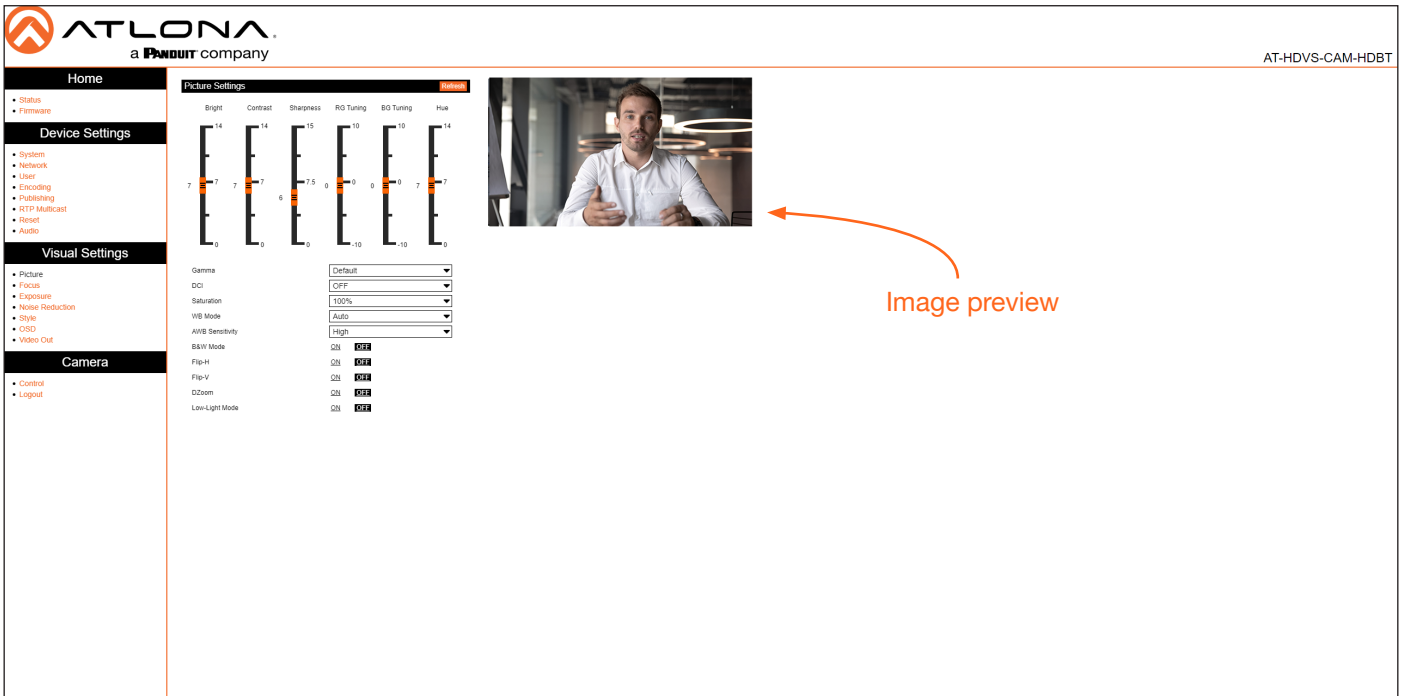 ATLONA.
a PANDUIT company
AT-HDVS-CAM-HDBT
Home
Status
Firmware
Device Settings
System
Network
User
Encoding
Publishing
RTP Multicast
Reset
Audio
Visual Settings
Picture
Focus
Exposure
Noise Reduction
Style
OSD
Video Out
Camera
Control
Logout
Picture Settings Refresh
Bright Contrast Sharpness RG Tuning BG Tuning Hue
14 14 15 10 10 14
7 7 7 7 7.5 0 0 0 0 7 7
6
0 0 0 -10 -10 0
Gamma Default
DCI OFF
Saturation 100%
WB Mode Auto
AWB Sensitivity High
B&W Mode ON OFF
Flip-H ON OFF
Flip-V ON OFF
DZoom ON OFF
Low-Light Mode ON OFF
Image preview